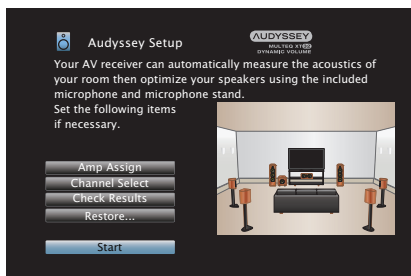 Audyssey Setup
AUDYSSEY
MULTEQ XT32
DYNAMIC VOLUME
Your AV receiver can automatically measure the acoustics of
your room then optimize your speakers using the included
microphone and microphone stand.
Set the following items
if necessary.
Amp Assign
Channel Select
Check Results
Restore...
Start